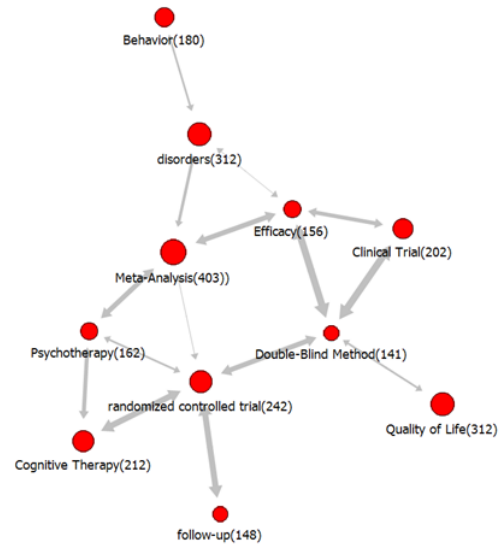 Behavior(180)
disorders(312)
Efficacy(156)
Clinical Trial(202)
Meta-Analysis(403))
Psychotherapy(162)
Double-Blind Method(141)
randomized controlled trial(242)
Quality of Life(312)
Cognitive Therapy(212)
follow-up(148)